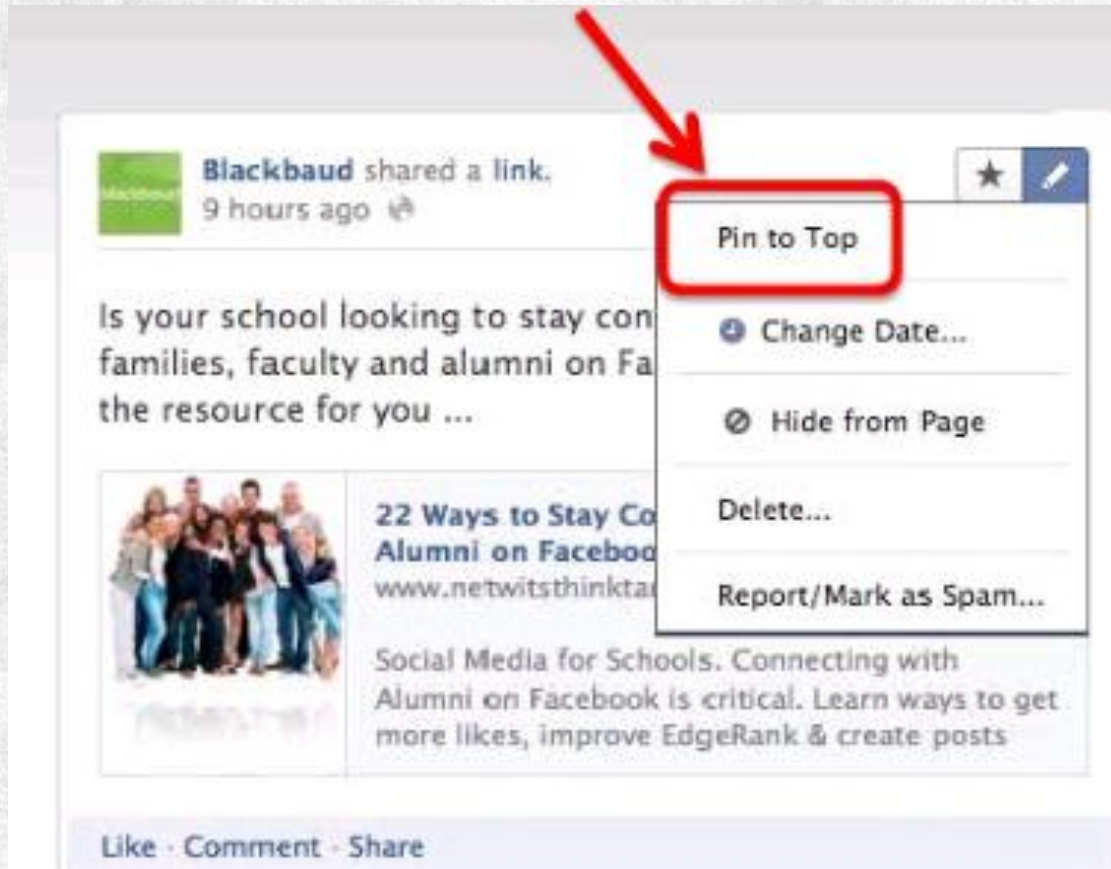 Blackbaud shared a link.
9 hours ago
Pin to Top
Is your school looking to stay con
families, faculty and alumni on Fa
the resource for you ...
Change Date...
Hide from Page
Delete...
Report/Mark as Spam...
22 Ways to Stay Co
Alumni on Faceboo
www.netwitsthinkta
Social Media for Schools. Connecting with
Alumni on Facebook is critical. Learn ways to get
more likes, improve EdgeRank & create posts
Like · Comment · Share